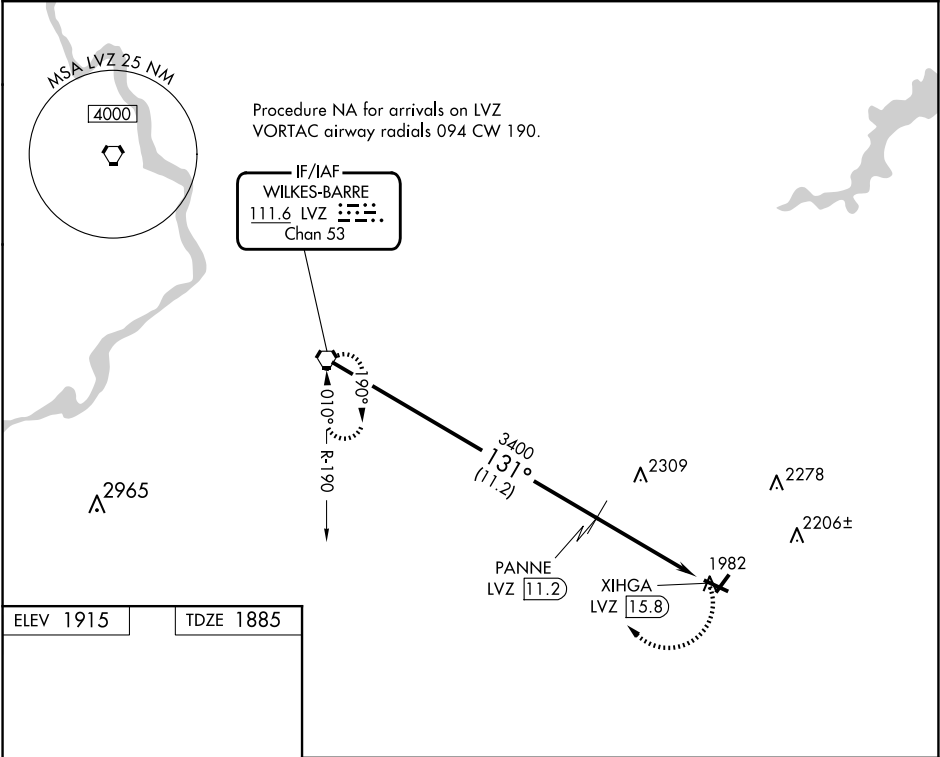 MSA LVZ 25 NM
4000
Procedure NA for arrivals on LVZ
VORTAC airway radials 094 CW 190.
IF/IAF
WILKES-BARRE
111.6 LVZ
Chan 53
190°
010°
R-190
3400
131°
(11.2)
2965
2309
2278
2206±
1982
PANNE
LVZ 11.2
XIHGA
LVZ 15.8
ELEV 1915
TDZE 1885